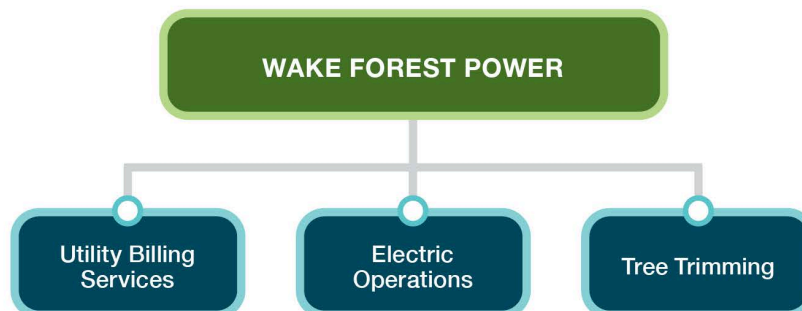 WAKE FOREST POWER
Utility Billing
Services
Electric
Operations
Tree Trimming